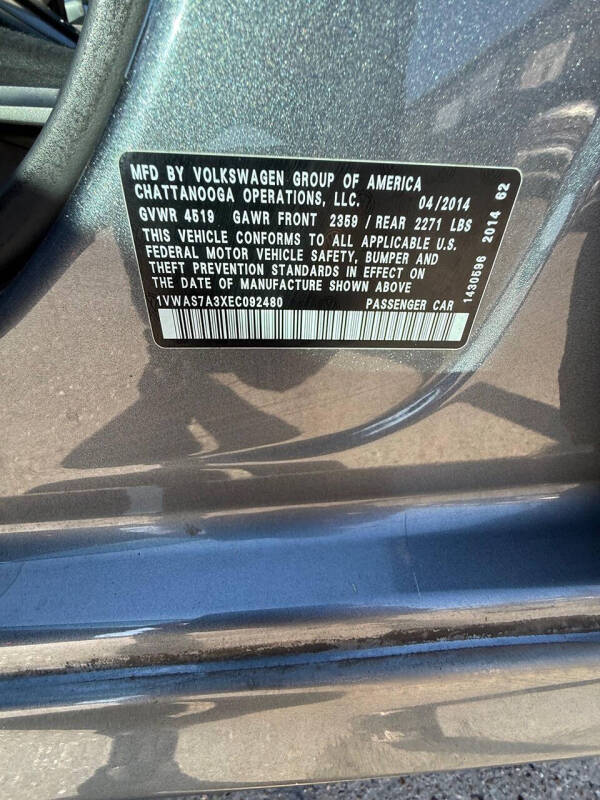 MFD BY VOLKSWAGEN GROUP OF AMERICA
CHATTANOOGA OPERATIONS, LLC. 04/2014
GVWR 4519 GAWR FRONT 2359 / REAR 2271 LBS
THIS VEHICLE CONFORMS TO ALL APPLICABLE U.S.
FEDERAL MOTOR VEHICLE SAFETY, BUMPER AND
THEFT PREVENTION STANDARDS IN EFFECT ON
THE DATE OF MANUFACTURE SHOWN ABOVE
1VWAS7A3XEC092480 PASSENGER CAR
1430596 2014 62